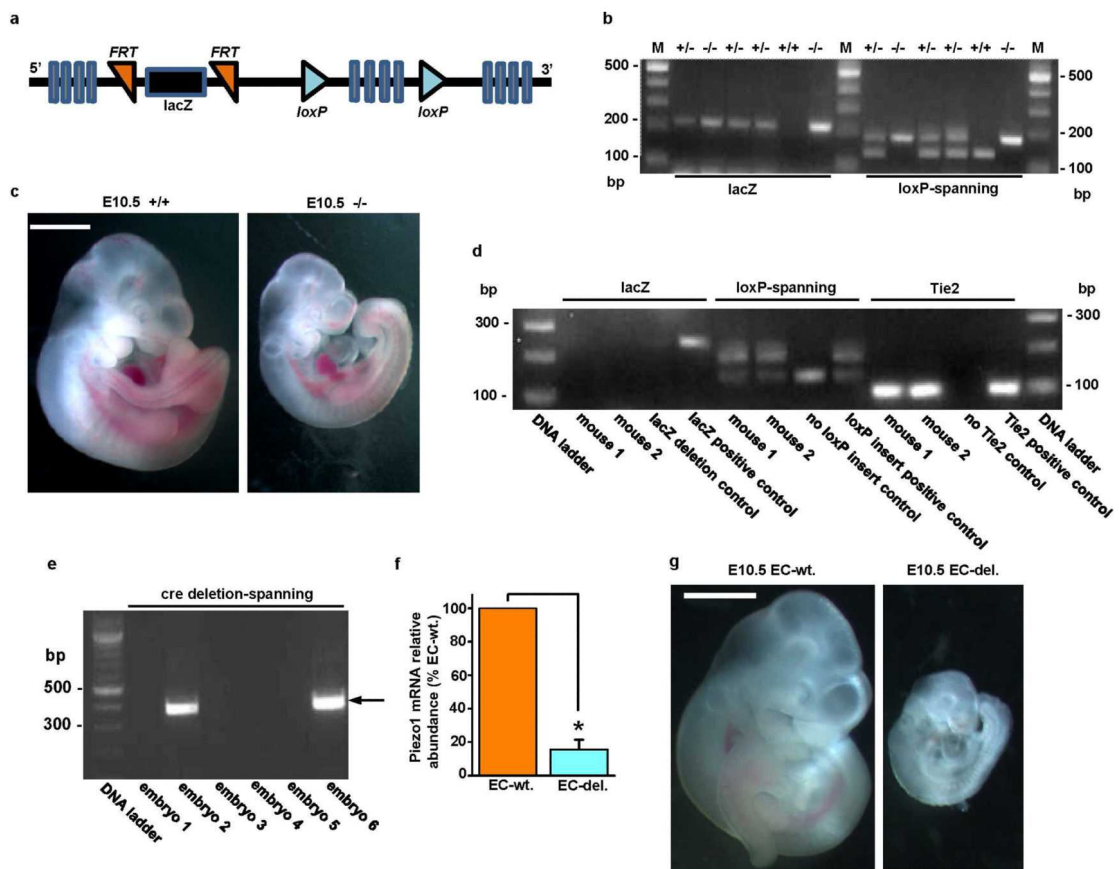 a
FRT FRT
5' 3'
lacZ loxP loxP
b
M +/- -/- +/- +/- +/+ -/- M +/- -/- +/- +/- +/+ -/- M
500 - - 500
200 - - 200
100 - - 100
bp bp
lacZ loxP-spanning
c
E10.5 +/+ E10.5 -/-
d
bp lacZ loxP-spanning Tie2 bp
300 - - 300
100 - - 100
DNA ladder
mouse 1
mouse 2
lacZ deletion control
lacZ positive control
mouse 1
mouse 2
no loxP insert control
loxP insert positive control
mouse 1
mouse 2
no Tie2 control
Tie2 positive control
DNA ladder
e
cre deletion-spanning
bp
500 -
300 -
DNA ladder
embryo 1
embryo 2
embryo 3
embryo 4
embryo 5
embryo 6
f
Piezo1 mRNA relative
abundance (% EC-wt.)
100
80
60
40
20
0
*
EC-wt. EC-del.
g
E10.5 EC-wt. E10.5 EC-del.